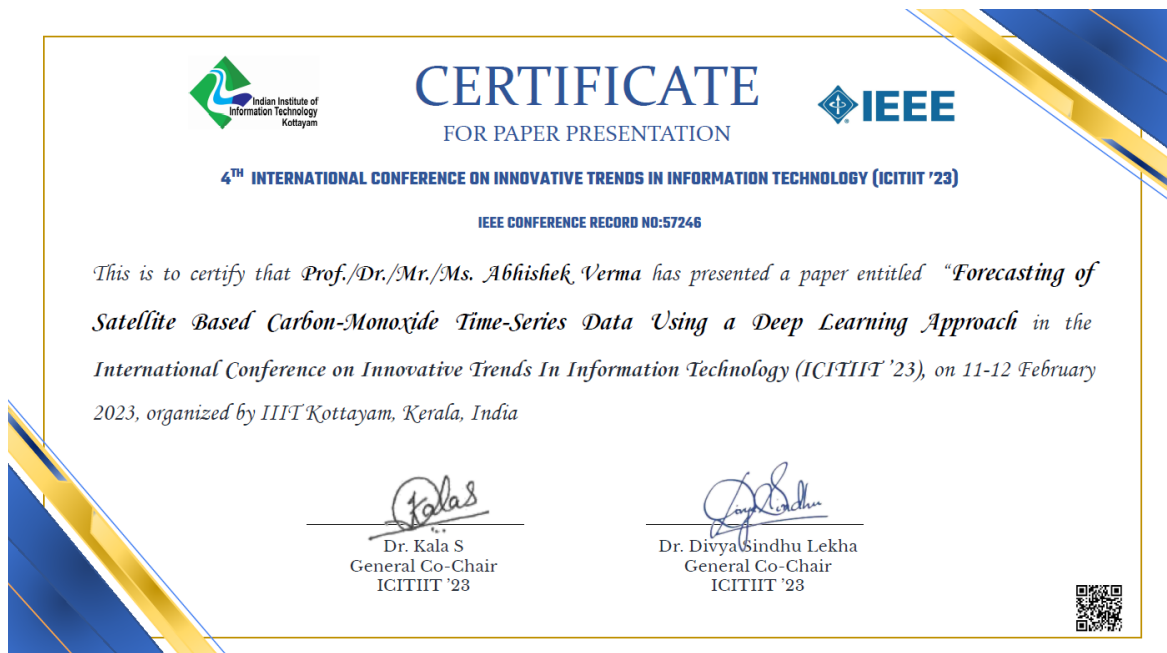 Indian Institute of
Information Technology
Kottayam
CERTIFICATE
FOR PAPER PRESENTATION
IEEE
4TH INTERNATIONAL CONFERENCE ON INNOVATIVE TRENDS IN INFORMATION TECHNOLOGY (ICITIIT '23)
IEEE CONFERENCE RECORD NO:57246
This is to certify that Prof./Dr./Mr./Ms. Abhishek Verma has presented a paper entitled “Forecasting of
Satellite Based Carbon-Monoxide Time-Series Data Using a Deep Learning Approach in the
International Conference on Innovative Trends In Information Technology (ICITIIT '23), on 11-12 February
2023, organized by IIIT Kottayam, Kerala, India
Kalas
Divya Sindhu
Dr. Kala S
General Co-Chair
ICITIIT ’23
Dr. Divya Sindhu Lekha
General Co-Chair
ICITIIT ’23